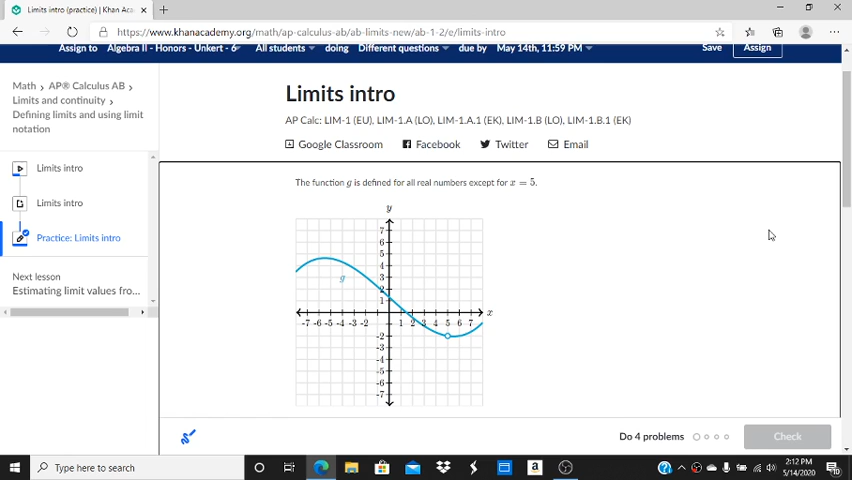 Limits intro (practice) | Khan Aca
https://www.khanacademy.org/math/ap-calculus-ab/ab-limits-new/ab-1-2/e/limits-intro
Assign to Algebra II - Honors - Unkert - 6 All students doing Different questions due by May 14th, 11:59 PM Save Assign
Math > AP® Calculus AB >
Limits and continuity >
Defining limits and using limit
notation
Limits intro
Limits intro
Practice: Limits intro
Next lesson
Estimating limit values fro...
Limits intro
AP Calc: LIM‑1 (EU), LIM‑1.A (LO), LIM‑1.A.1 (EK), LIM‑1.B (LO), LIM‑1.B.1 (EK)
Google Classroom Facebook Twitter Email
The function g is defined for all real numbers except for x = 5.
y
7
6
5
4
3
2
1
g
x
-7 -6 -5 -4 -3 -2 1 2 3 4 5 6 7
-2
-3
-4
-5
-6
-7
Do 4 problems Check
Type here to search
2:12 PM
5/14/2020